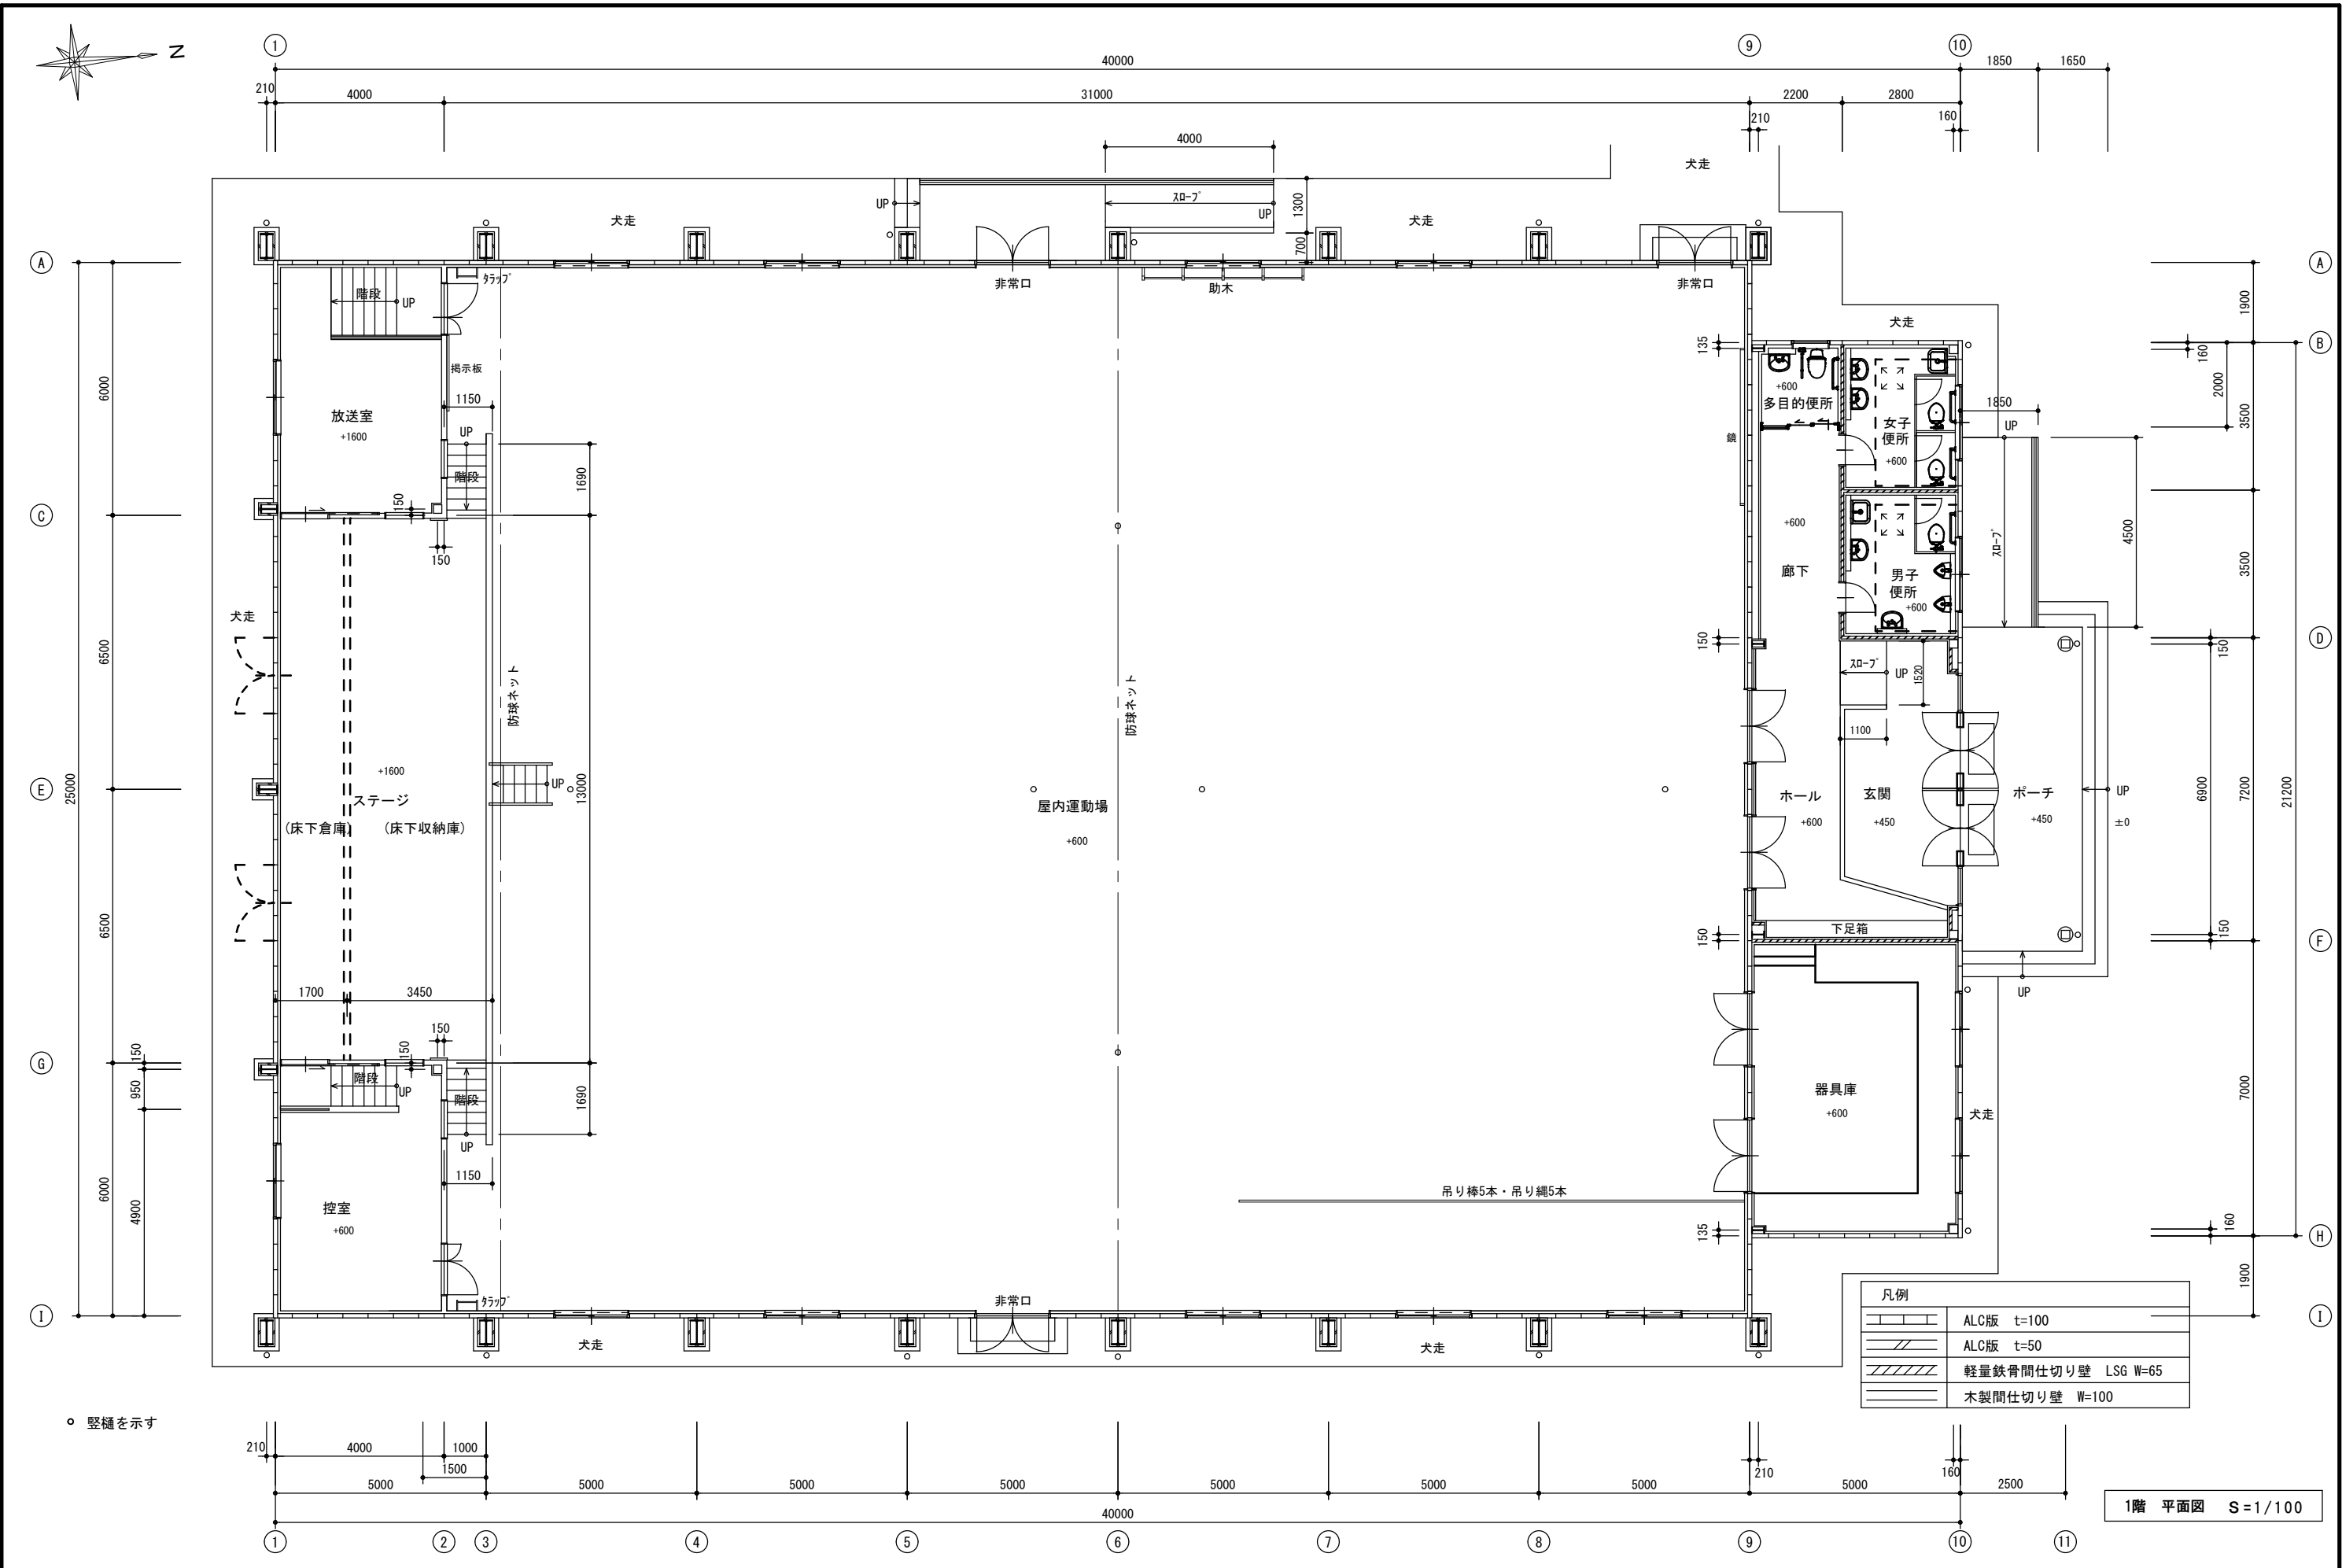 N
1
9
10
40000
1850
1650
210
4000
31000
2200
2800
210
160
4000
犬走
UP
スロープ
UP
1300
700
犬走
犬走
A
A
タラップ
階段
UP
非常口
助木
非常口
1900
犬走
B
135
160
2000
掲示板
6000
放送室
+1600
1150
UP
階段
1690
150
150
鏡
+600
多目的便所
女子
便所
+600
1850
UP
3500
C
+600
廊下
男子
便所
+600
スロープ
4500
3500
犬走
6500
防球ネット
防球ネット
150
スロープ
UP
1520
1100
150
D
25000
E
+1600
ステージ
(床下倉庫)
(床下収納庫)
UP
13000
屋内運動場
+600
ホール
+600
玄関
+450
ポーチ
+450
UP
±0
6900
7200
21200
6500
150
下足箱
150
F
1700
3450
UP
150
150
G
150
950
階段
UP
階段
UP
1690
器具庫
+600
犬走
7000
6000
4900
1150
控室
+600
吊り棒5本・吊り縄5本
135
160
H
1900
タラップ
非常口
I
I
犬走
犬走
凡例
ALC版 t=100
ALC版 t=50
軽量鉄骨間仕切り壁 LSG W=65
木製間仕切り壁 W=100
竪樋を示す
210
4000
1000
1500
210
160
5000
5000
5000
5000
5000
5000
5000
5000
2500
40000
1
2
3
4
5
6
7
8
9
10
11
1階 平面図 S=1/100